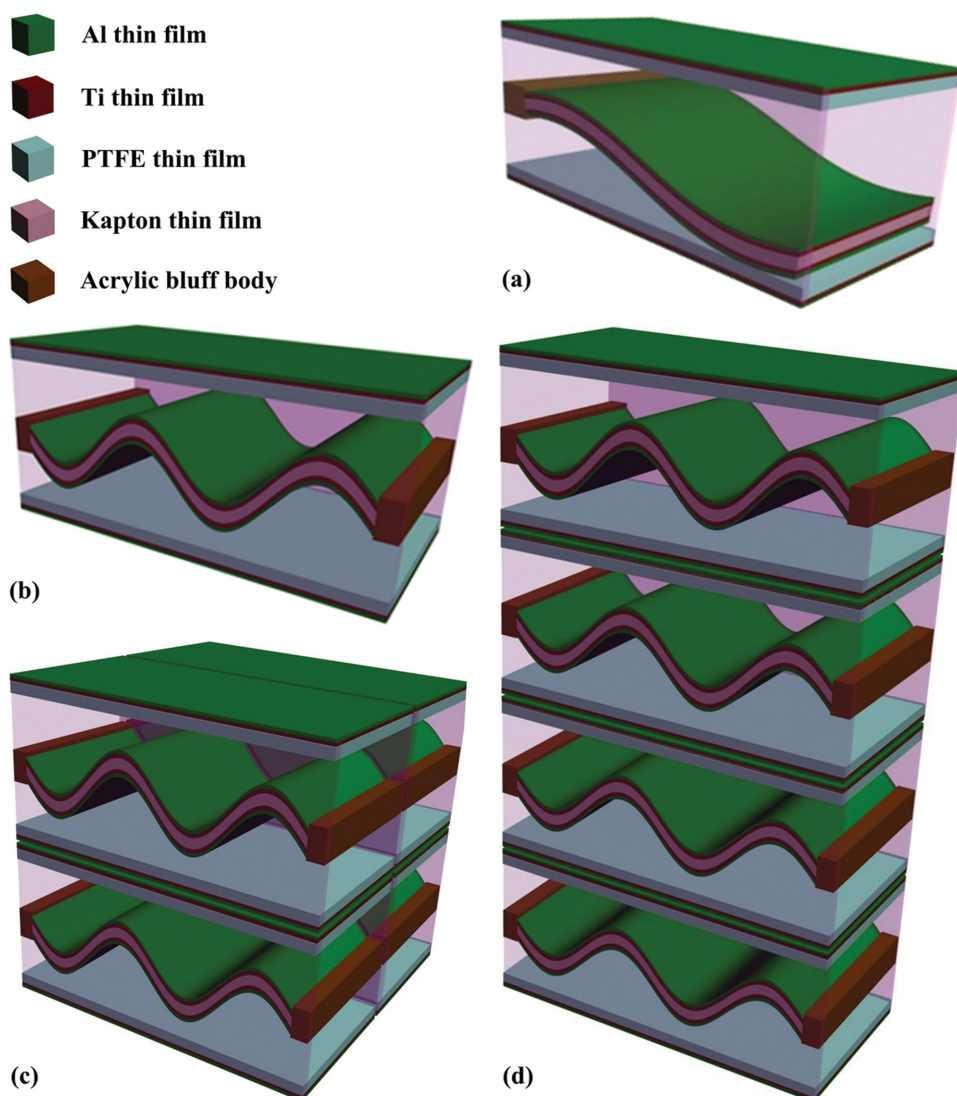 Al thin film
Ti thin film
PTFE thin film
Kapton thin film
Acrylic bluff body
(a)
(b)
(c)
(d)